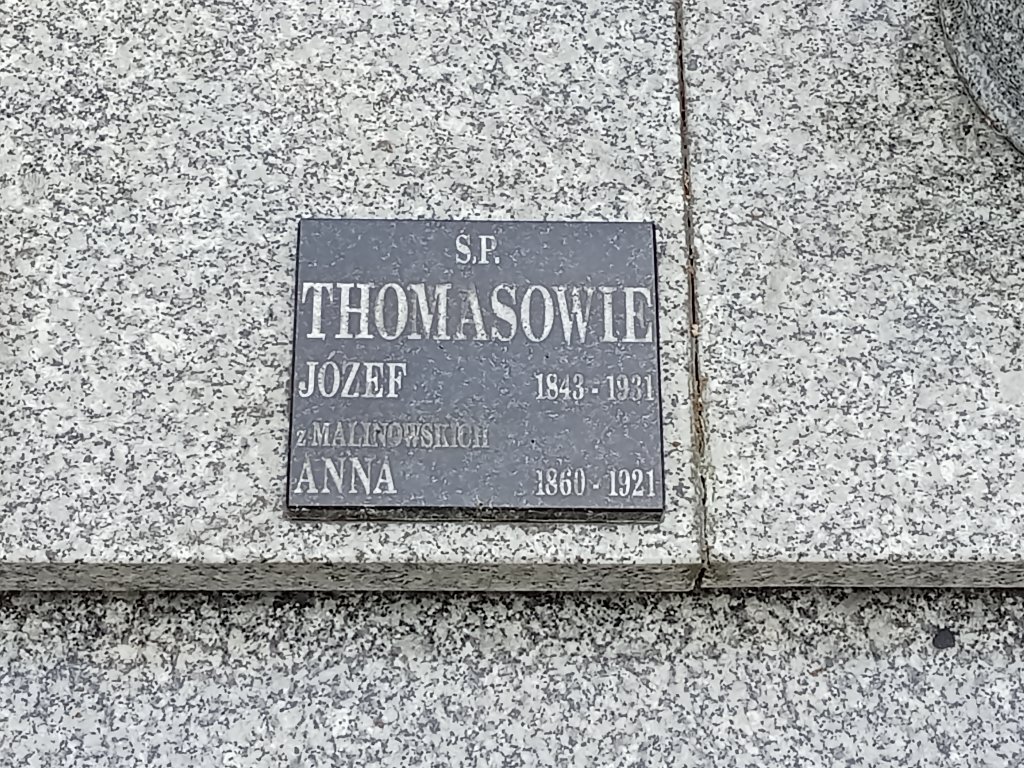 Ś.P.
THOMASOWIE
JÓZEF 1843 - 1931
z MALINOWSKICH
ANNA 1860 - 1921